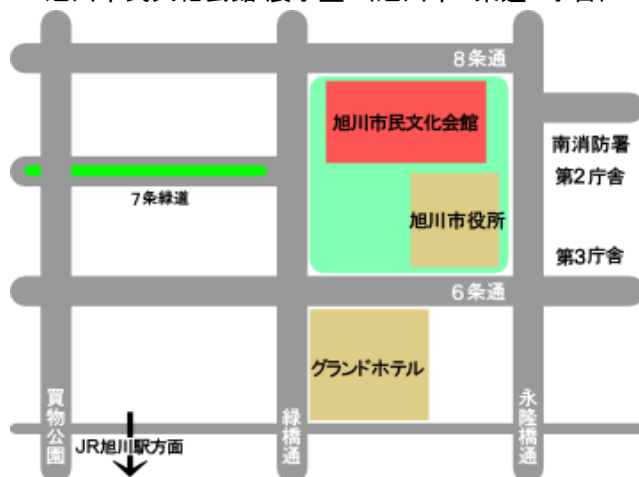 8条通
旭川市民文化会館
南消防署
第2庁舎
7条緑道
旭川市役所
第3庁舎
6条通
グランドホテル
買物公園
緑橋通
永隆橋通
JR旭川駅方面